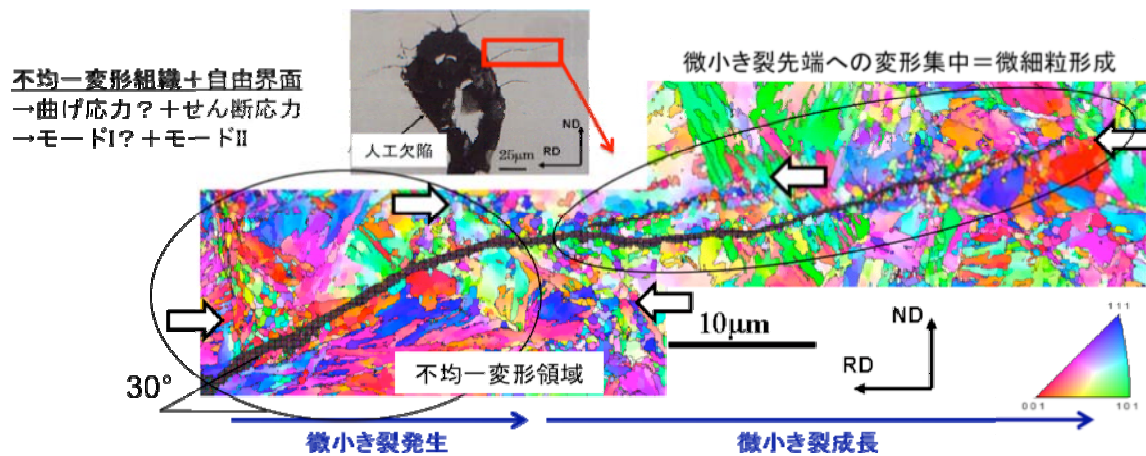 不均一変形組織＋自由界面
→曲げ応力？＋せん断応力
→モードI？＋モードII
人工欠陥
25μm
ND
RD
微小き裂先端への変形集中＝微細粒形成
30°
不均一変形領域
10μm
ND
RD
111
001
101
微小き裂発生
微小き裂成長